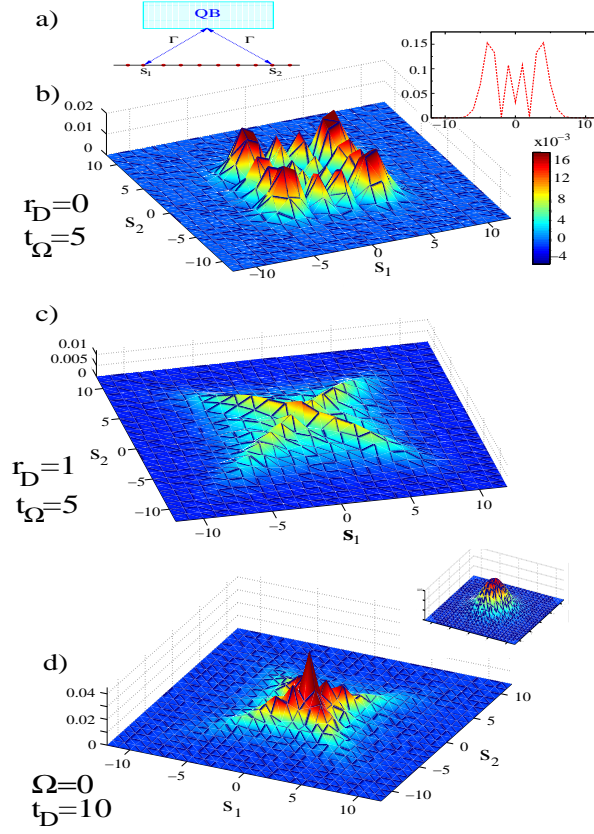 a)
QB
Γ Γ
s1 s2
0.15
0.1
0.05
0
−10 0 10
b)
0.02
0.01
0
10
5
0
−5
−10
s2
−10 −5 0 5 10
s1
rD=0
tΩ=5
x10−3
16
12
8
4
0
−4
c)
0.01
0.005
0
10
5
0
−5
−10
s2
−10 −5 0 5 10
s1
rD=1
tΩ=5
d)
0.04
0.02
0
−10 −5 0 5 10
s1
10
5
0
−5
−10
s2
Ω=0
tD=10